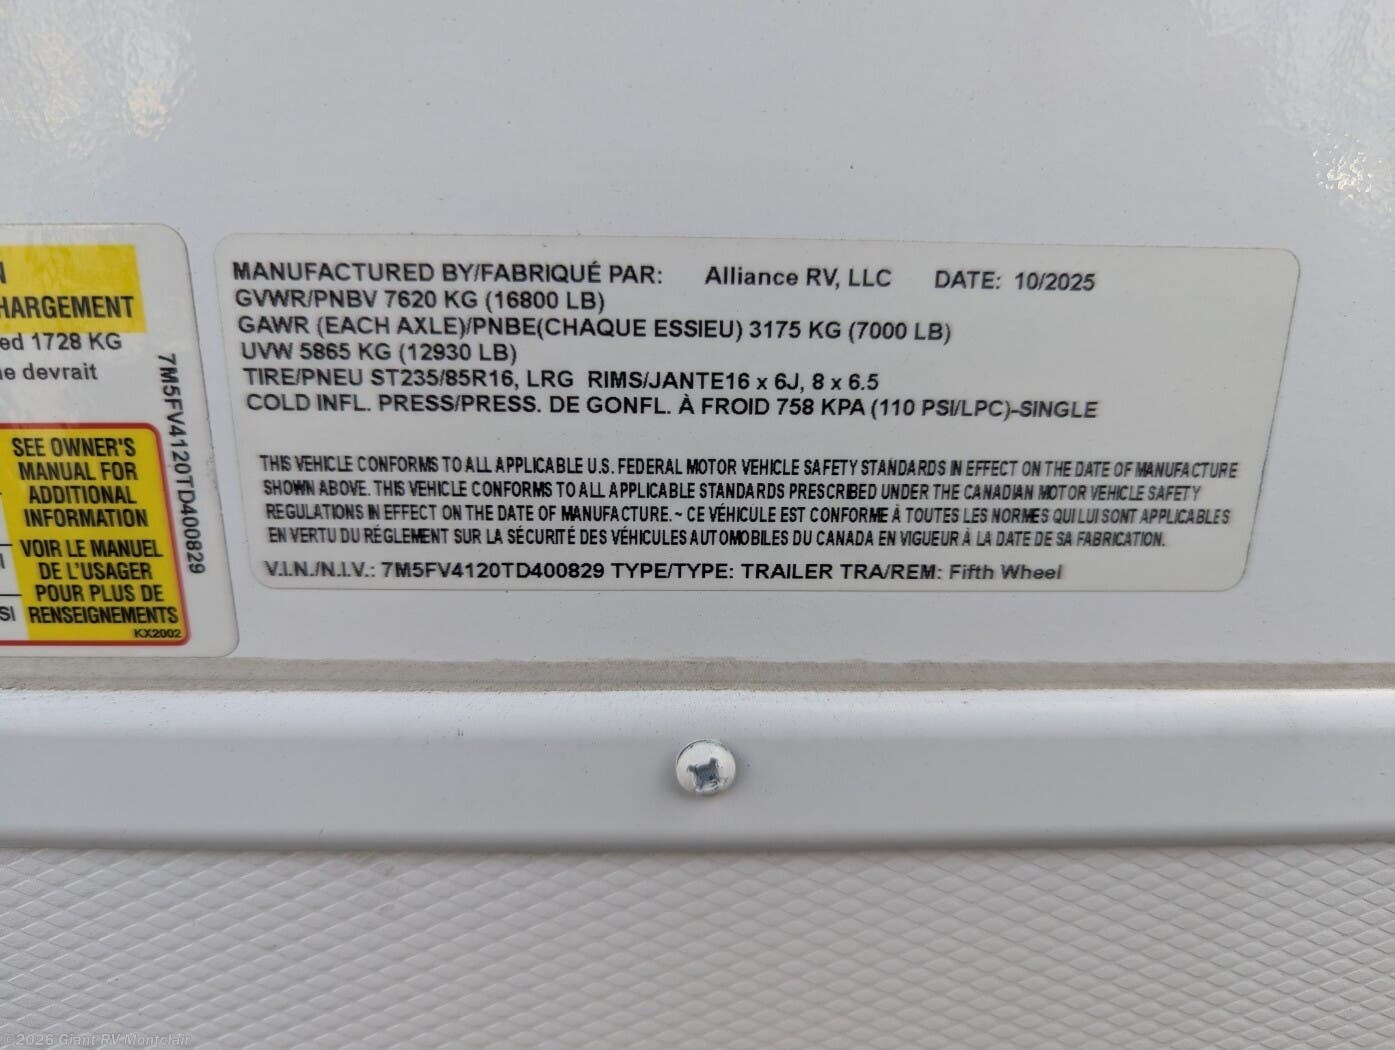 N
HARGEMENT
ed 1728 KG
e devrait
7M5FV4120TD400829
SEE OWNER'S
MANUAL FOR
ADDITIONAL
INFORMATION
VOIR LE MANUEL
DE L'USAGER
POUR PLUS DE
RENSEIGNEMENTS
KX2002
SI
MANUFACTURED BY/FABRIQUÉ PAR: Alliance RV, LLC DATE: 10/2025
GVWR/PNBV 7620 KG (16800 LB)
GAWR (EACH AXLE)/PNBE(CHAQUE ESSIEU) 3175 KG (7000 LB)
UVW 5865 KG (12930 LB)
TIRE/PNEU ST235/85R16, LRG RIMS/JANTE16 x 6J, 8 x 6.5
COLD INFL. PRESS/PRESS. DE GONFL. À FROID 758 KPA (110 PSI/LPC)-SINGLE
THIS VEHICLE CONFORMS TO ALL APPLICABLE U.S. FEDERAL MOTOR VEHICLE SAFETY STANDARDS IN EFFECT ON THE DATE OF MANUFACTURE
SHOWN ABOVE. THIS VEHICLE CONFORMS TO ALL APPLICABLE STANDARDS PRESCRIBED UNDER THE CANADIAN MOTOR VEHICLE SAFETY
REGULATIONS IN EFFECT ON THE DATE OF MANUFACTURE. ~ CE VÉHICULE EST CONFORME À TOUTES LES NORMES QUI LUI SONT APPLICABLES
EN VERTU DU RÉGLEMENT SUR LA SÉCURITÉ DES VÉHICULES AUTOMOBILES DU CANADA EN VIGUEUR À LA DATE DE SA FABRICATION.
V.I.N./N.I.V.: 7M5FV4120TD400829 TYPE/TYPE: TRAILER TRA/REM: Fifth Wheel
©2026 Giant RV Montclair